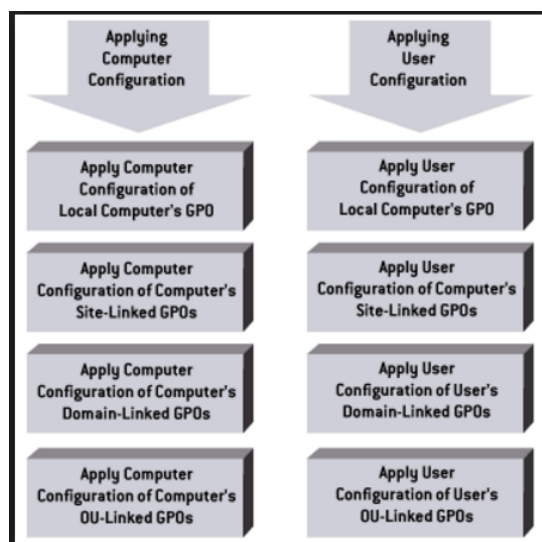 Applying
Computer
Configuration
Apply Computer
Configuration of
Local Computer's GPO
Apply Computer
Configuration of Computer's
Site-Linked GPOs
Apply Computer
Configuration of Computer's
Domain-Linked GPOs
Apply Computer
Configuration of Computer's
OU-Linked GPOs
Applying
User
Configuration
Apply User
Configuration of
Local Computer's GPO
Apply User
Configuration of Computer's
Site-Linked GPOs
Apply User
Configuration of User's
Domain-Linked GPOs
Apply User
Configuration of User's
OU-Linked GPOs